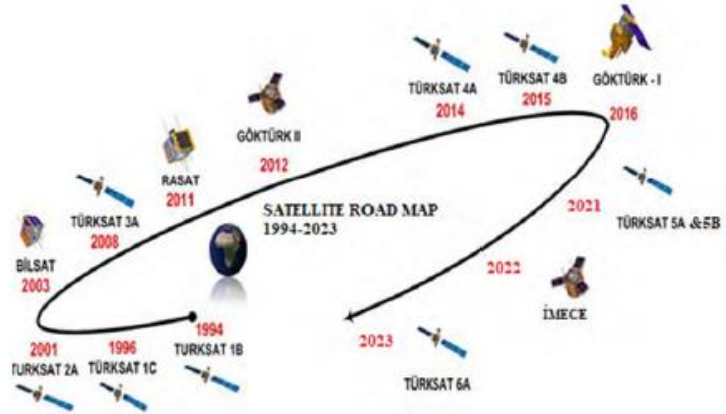 SATELLITE ROAD MAP
1994-2023
1994
TURKSAT 1B
1996
TÜRKSAT 1C
2001
TURKSAT 2A
BİLSAT
2003
TÜRKSAT 3A
2008
RASAT
2011
GÖKTÜRK II
2012
TÜRKSAT 4A
2014
TÜRKSAT 4B
2015
GÖKTÜRK - I
2016
2021
TÜRKSAT 5A &5B
2022
İMECE
2023
TÜRKSAT 6A